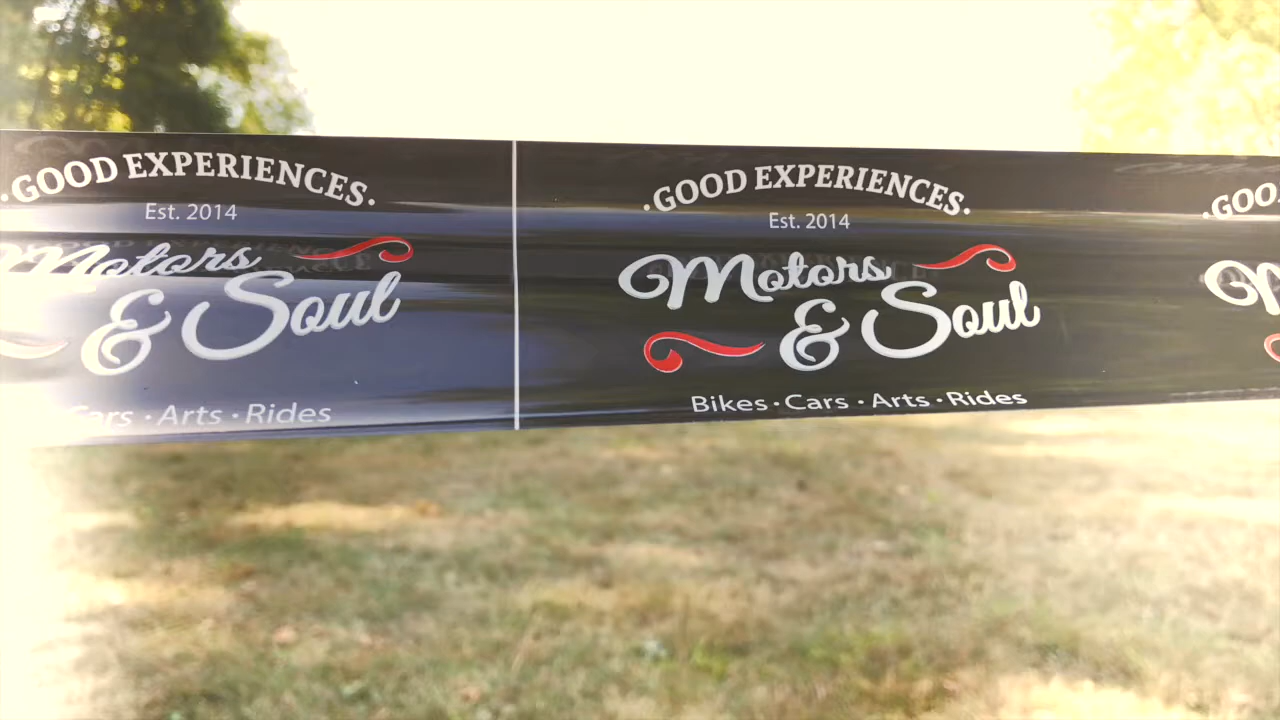 .GOOD EXPERIENCES.
Est. 2014
Motors
& Soul
Cars · Arts · Rides
.GOOD EXPERIENCES.
Est. 2014
Motors
& Soul
Bikes · Cars · Arts · Rides